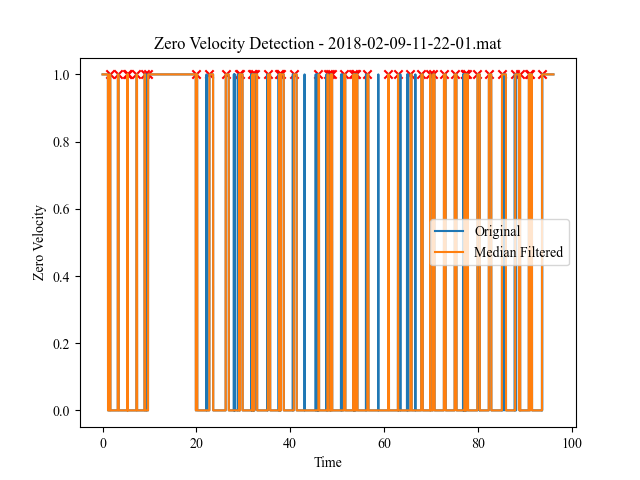 Zero Velocity Detection - 2018-02-09-11-22-01.mat
1.0
0.8
0.6
0.4
0.2
0.0
Zero Velocity
Original
Median Filtered
0
20
40
60
80
100
Time